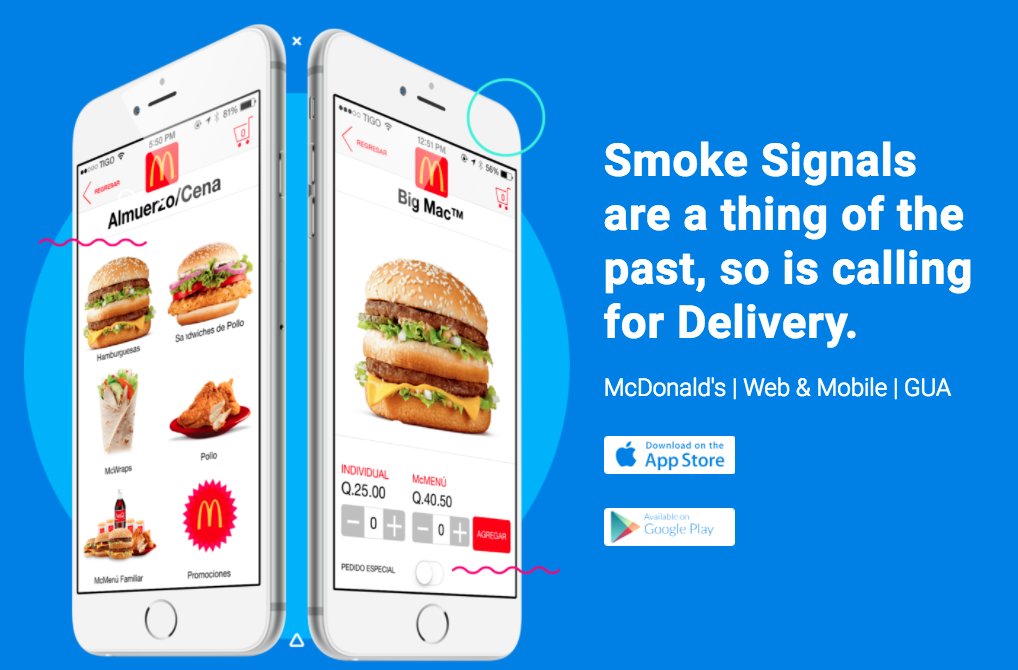 ●●●○○ TIGO
5:50 PM
81%
REGRESAR
0
Almuerzo/Cena
Hamburguesas
Sandwiches de Pollo
McWraps
Pollo
McMenú Familiar
Promociones
●●●○○ TIGO
12:51 PM
56%
REGRESAR
0
Big Mac™
INDIVIDUAL
Q.25.00
0
McMENÚ
Q.40.50
0
AGREGAR
PEDIDO ESPECIAL
Smoke Signals
are a thing of the
past, so is calling
for Delivery.
McDonald's | Web & Mobile | GUA
Download on the
App Store
Available on
Google Play